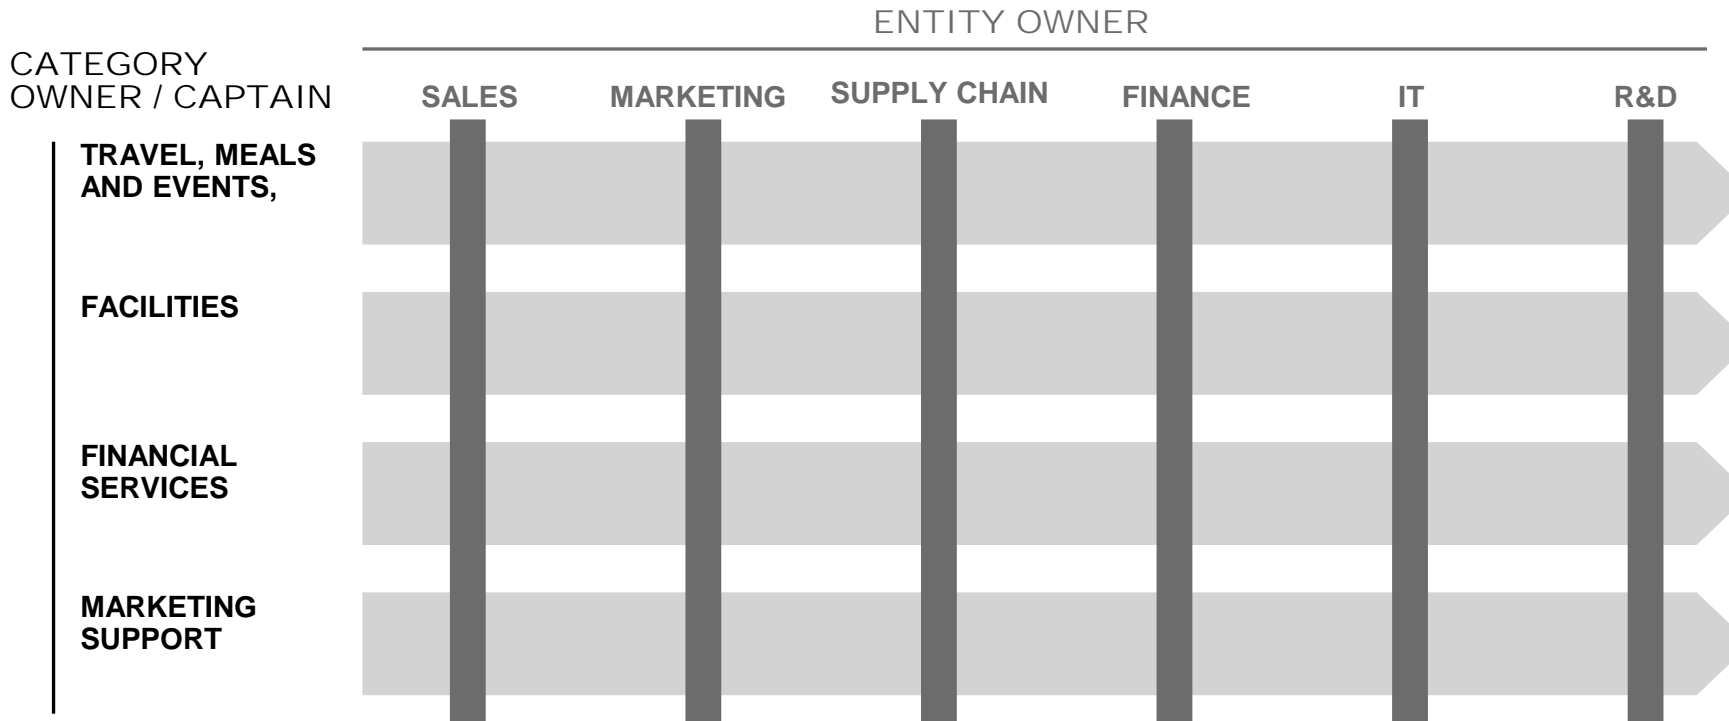 ENTITY OWNER
CATEGORY
OWNER / CAPTAIN
SALES
MARKETING
SUPPLY CHAIN
FINANCE
IT
R&D
TRAVEL, MEALS
AND EVENTS,
FACILITIES
FINANCIAL
SERVICES
MARKETING
SUPPORT